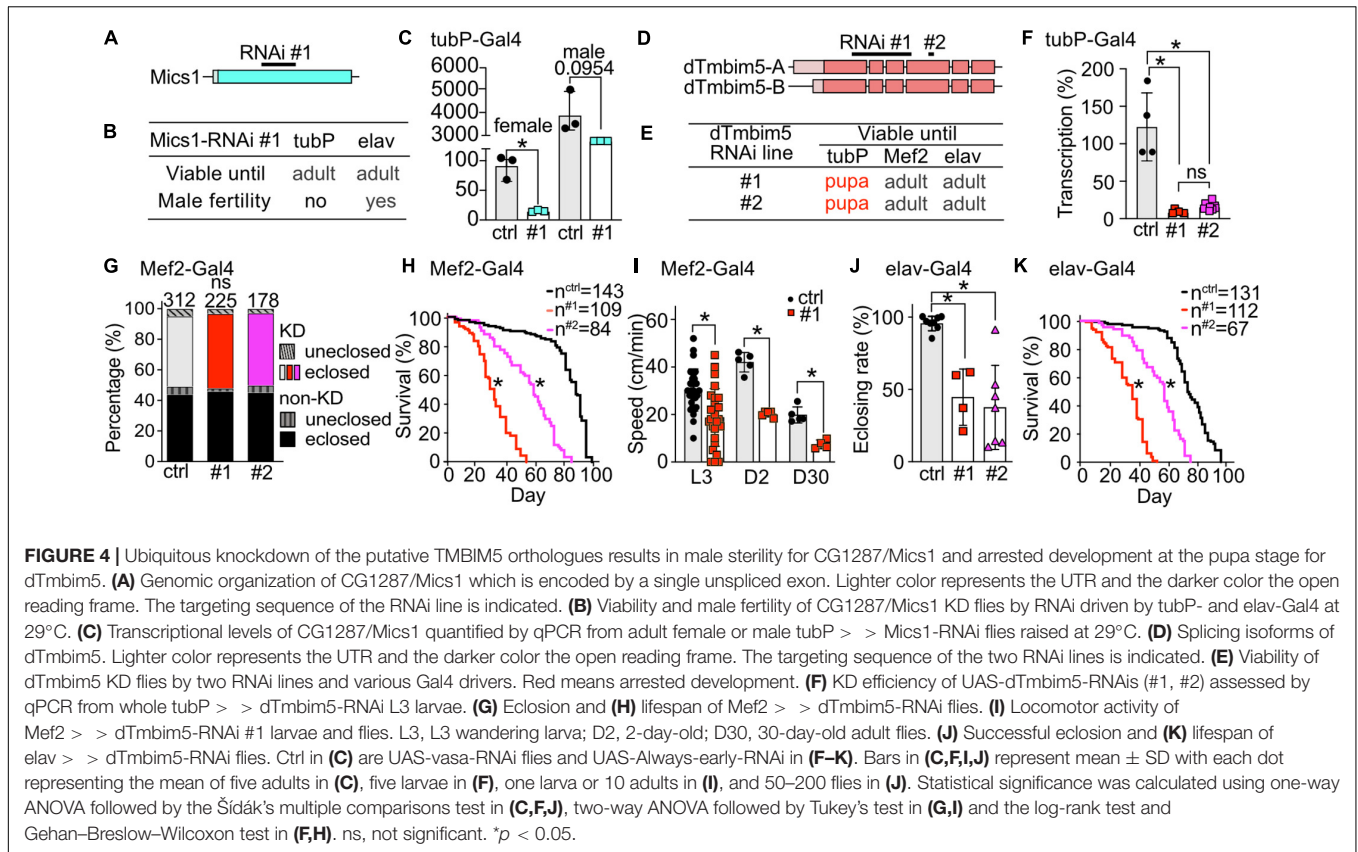 A
RNAi #1
Mics1
B
Mics1-RNAi #1 tubP elav
Viable until adult adult
Male fertility no yes
C
tubP-Gal4
male
0.0954
6000
5000
4000
3000
female
*
100
50
0
ctrl #1 ctrl #1
D
RNAi #1 #2
dTmbim5-A
dTmbim5-B
E
dTmbim5 Viable until
RNAi line tubP Mef2 elav
#1 pupa adult adult
#2 pupa adult adult
F
tubP-Gal4
Transcription (%)
200
150
100
50
0
*
*
ns
ctrl #1 #2
G
Mef2-Gal4
ns
312 225 178
Percentage (%)
100
80
60
40
20
0
ctrl #1 #2
KD
uneclosed
eclosed
non-KD
uneclosed
eclosed
H
Mef2-Gal4
nctrl=143
n#1=109
n#2=84
Survival (%)
100
80
60
40
20
0
* *
0 20 40 60 80 100
Day
I
Mef2-Gal4
ctrl
#1
Speed (cm/min)
60
40
20
0
* * *
L3 D2 D30
J
elav-Gal4
Eclosing rate (%)
100
50
0
*
*
ctrl #1 #2
K
elav-Gal4
nctrl=131
n#1=112
n#2=67
Survival (%)
100
80
60
40
20
0
* *
0 20 40 60 80 100
Day
FIGURE 4 | Ubiquitous knockdown of the putative TMBIM5 orthologues results in male sterility for CG1287/Mics1 and arrested development at the pupa stage for
dTmbim5. (A) Genomic organization of CG1287/Mics1 which is encoded by a single unspliced exon. Lighter color represents the UTR and the darker color the open
reading frame. The targeting sequence of the RNAi line is indicated. (B) Viability and male fertility of CG1287/Mics1 KD flies by RNAi driven by tubP- and elav-Gal4 at
29°C. (C) Transcriptional levels of CG1287/Mics1 quantified by qPCR from adult female or male tubP > > Mics1-RNAi flies raised at 29°C. (D) Splicing isoforms of
dTmbim5. Lighter color represents the UTR and the darker color the open reading frame. The targeting sequence of the two RNAi lines is indicated. (E) Viability of
dTmbim5 KD flies by two RNAi lines and various Gal4 drivers. Red means arrested development. (F) KD efficiency of UAS-dTmbim5-RNAis (#1, #2) assessed by
qPCR from whole tubP > > dTmbim5-RNAi L3 larvae. (G) Eclosion and (H) lifespan of Mef2 > > dTmbim5-RNAi flies. (I) Locomotor activity of
Mef2 > > dTmbim5-RNAi #1 larvae and flies. L3, L3 wandering larva; D2, 2-day-old; D30, 30-day-old adult flies. (J) Successful eclosion and (K) lifespan of
elav > > dTmbim5-RNAi flies. Ctrl in (C) are UAS-vasa-RNAi flies and UAS-Always-early-RNAi in (F–K). Bars in (C,F,I,J) represent mean ± SD with each dot
representing the mean of five adults in (C), five larvae in (F), one larva or 10 adults in (I), and 50–200 flies in (J). Statistical significance was calculated using one-way
ANOVA followed by the Šídák's multiple comparisons test in (C,F,J), two-way ANOVA followed by Tukey's test in (G,I) and the log-rank test and
Gehan–Breslow–Wilcoxon test in (F,H). ns, not significant. *p < 0.05.